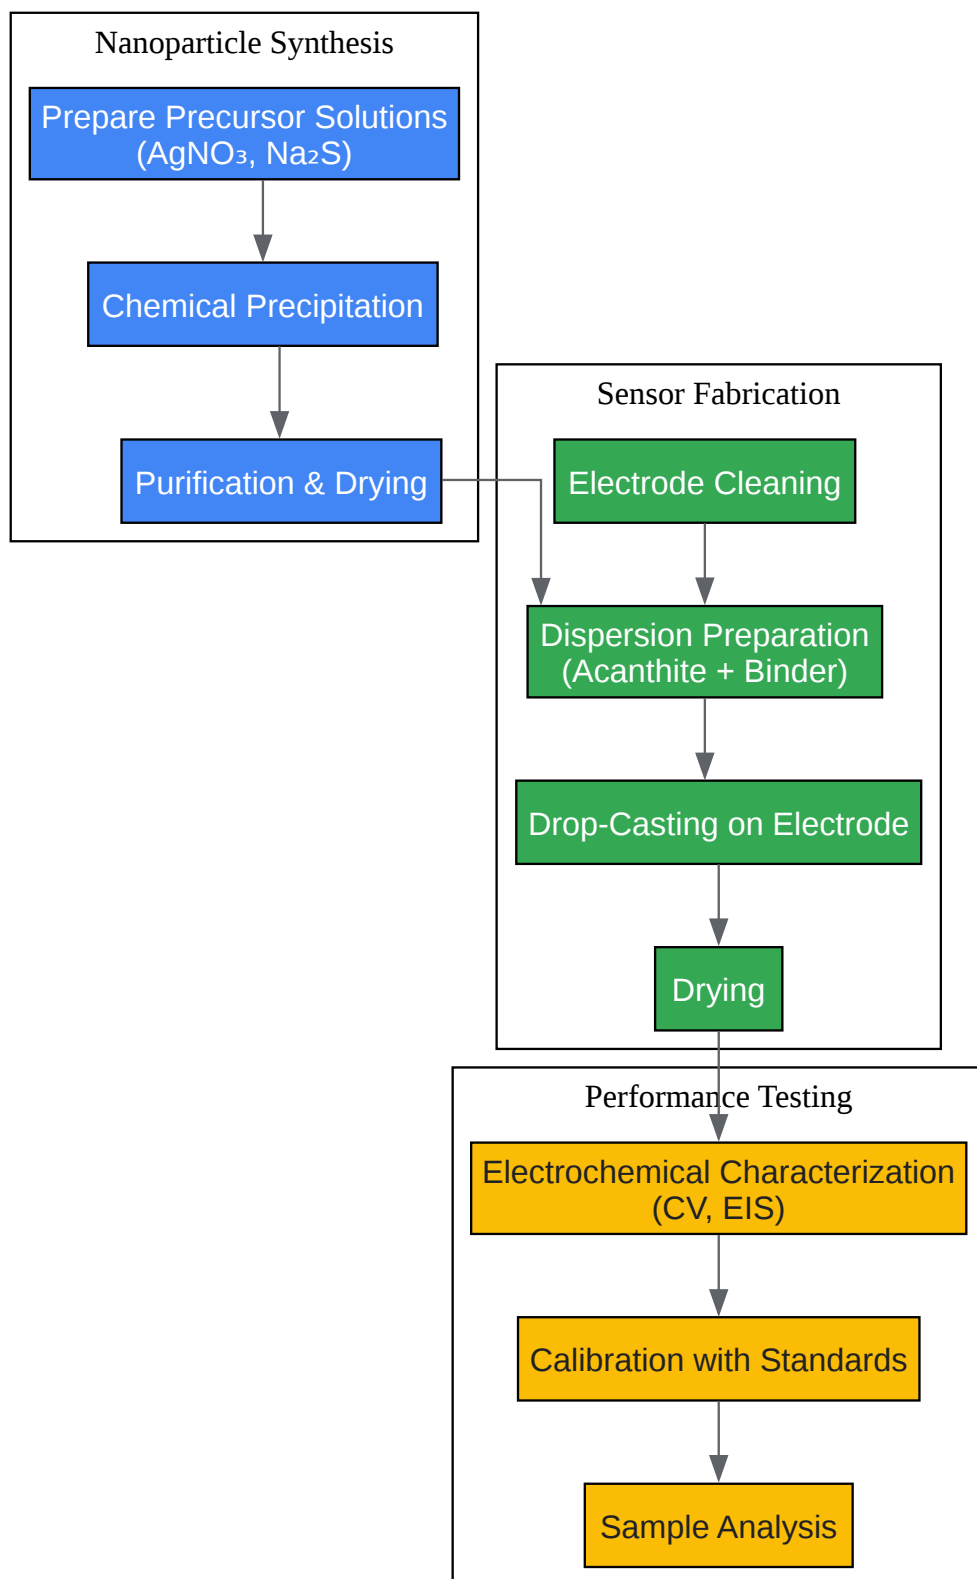 Nanoparticle Synthesis
Prepare Precursor Solutions
(AgNO₃, Na₂S)
Chemical Precipitation
Purification & Drying
Sensor Fabrication
Electrode Cleaning
Dispersion Preparation
(Acanthite + Binder)
Drop-Casting on Electrode
Drying
Performance Testing
Electrochemical Characterization
(CV, EIS)
Calibration with Standards
Sample Analysis